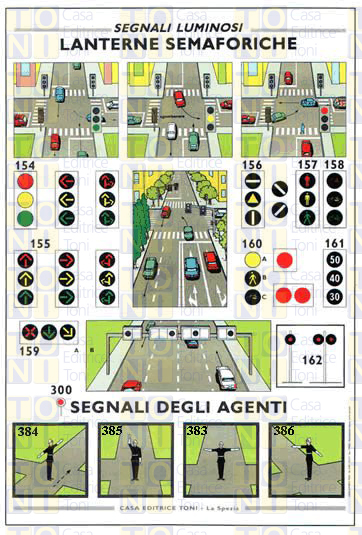 SEGNALI LUMINOSI
LANTERNE SEMAFORICHE
154
156
157
158
155
160
A
B
C
161
50
40
30
159
A
B
162
300
SEGNALI DEGLI AGENTI
384
385
383
386
CASA EDITRICE TONI - La Spezia
Casa
Editrice
Toni